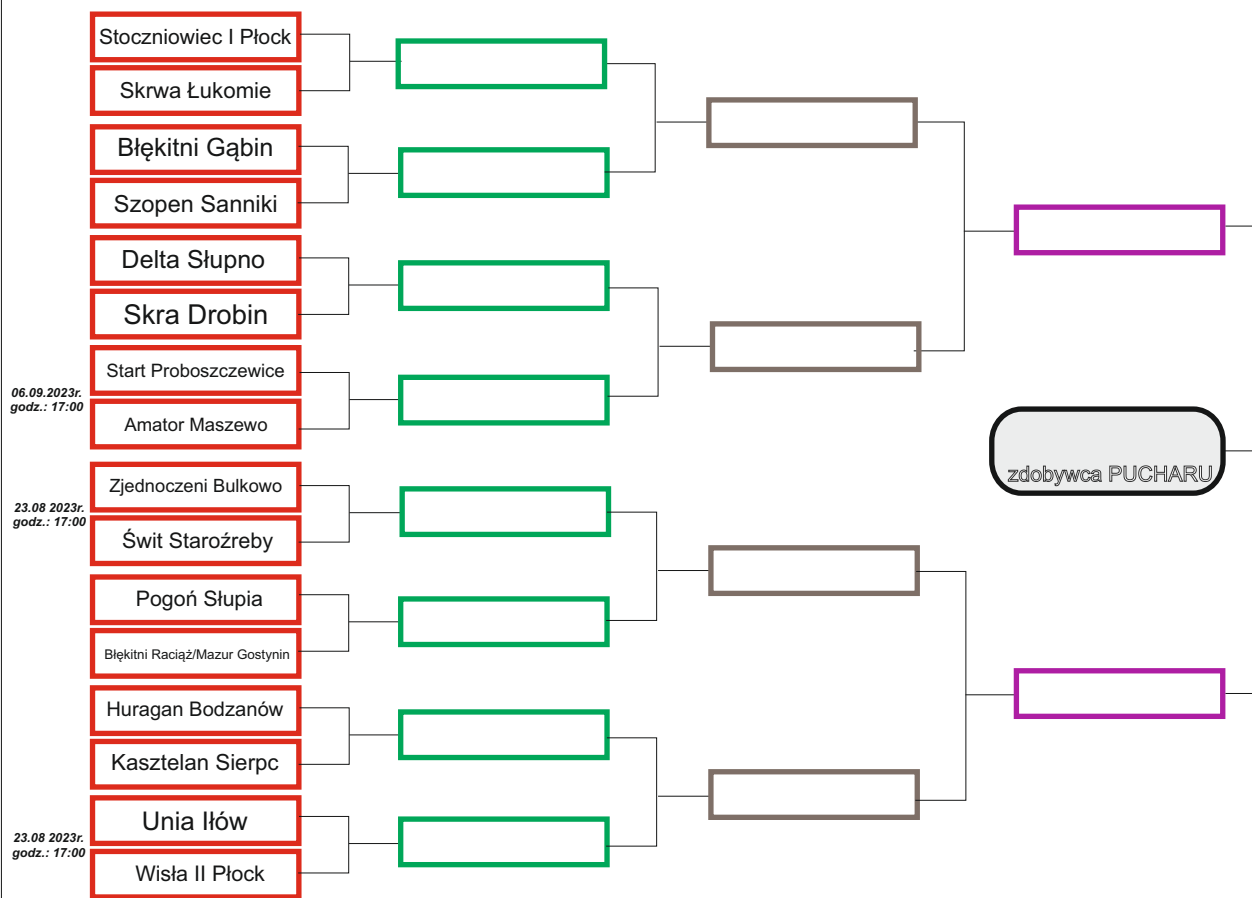 Stoczniowiec I Płock
Skrwa Łukomie
Błękitni Gąbin
Szopen Sanniki
Delta Słupno
Skra Drobin
Start Proboszczewice
06.09.2023r.
godz.: 17:00
Amator Maszewo
zdobywca PUCHARU
Zjednoczeni Bulkowo
23.08 2023r.
godz.: 17:00
Świt Staroźreby
Pogoń Słupia
Błękitni Raciąż/Mazur Gostynin
Huragan Bodzanów
Kasztelan Sierpc
Unia Iłów
23.08 2023r.
godz.: 17:00
Wisła II Płock